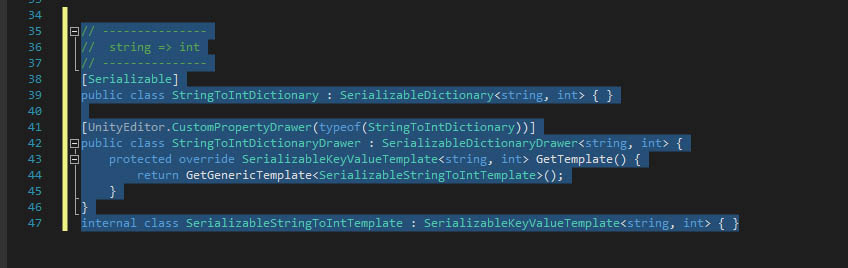 34
35 // ---------------
36 //  string => int
37 // ---------------
38 [Serializable]
39 public class StringToIntDictionary : SerializableDictionary<string, int> { }
40
41 [UnityEditor.CustomPropertyDrawer(typeof(StringToIntDictionary))]
42 public class StringToIntDictionaryDrawer : SerializableDictionaryDrawer<string, int> {
43     protected override SerializableKeyValueTemplate<string, int> GetTemplate() {
44         return GetGenericTemplate<SerializableStringToIntTemplate>();
45     }
46 }
47 internal class SerializableStringToIntTemplate : SerializableKeyValueTemplate<string, int> { }